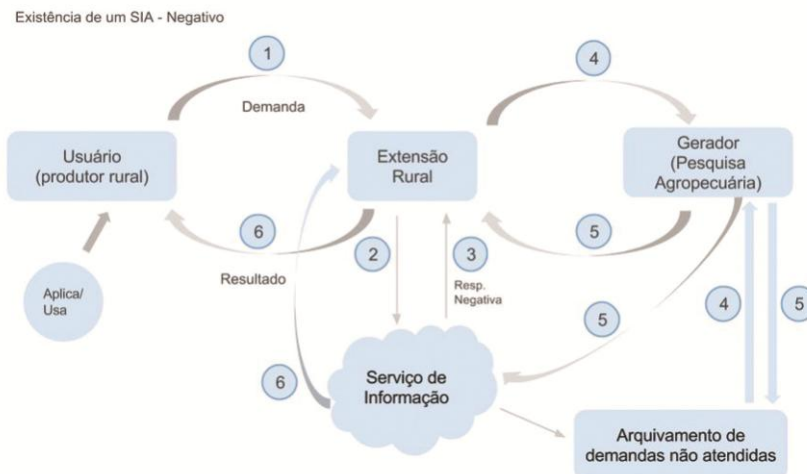 Existência de um SIA - Negativo
1
4
Demanda
Usuário
(produtor rural)
Extensão
Rural
Gerador
(Pesquisa
Agropecuária)
6
2
3
5
Resultado
Resp.
Negativa
Aplica/
Usa
5
4
5
6
Serviço de
Informação
Arquivamento de
demandas não atendidas